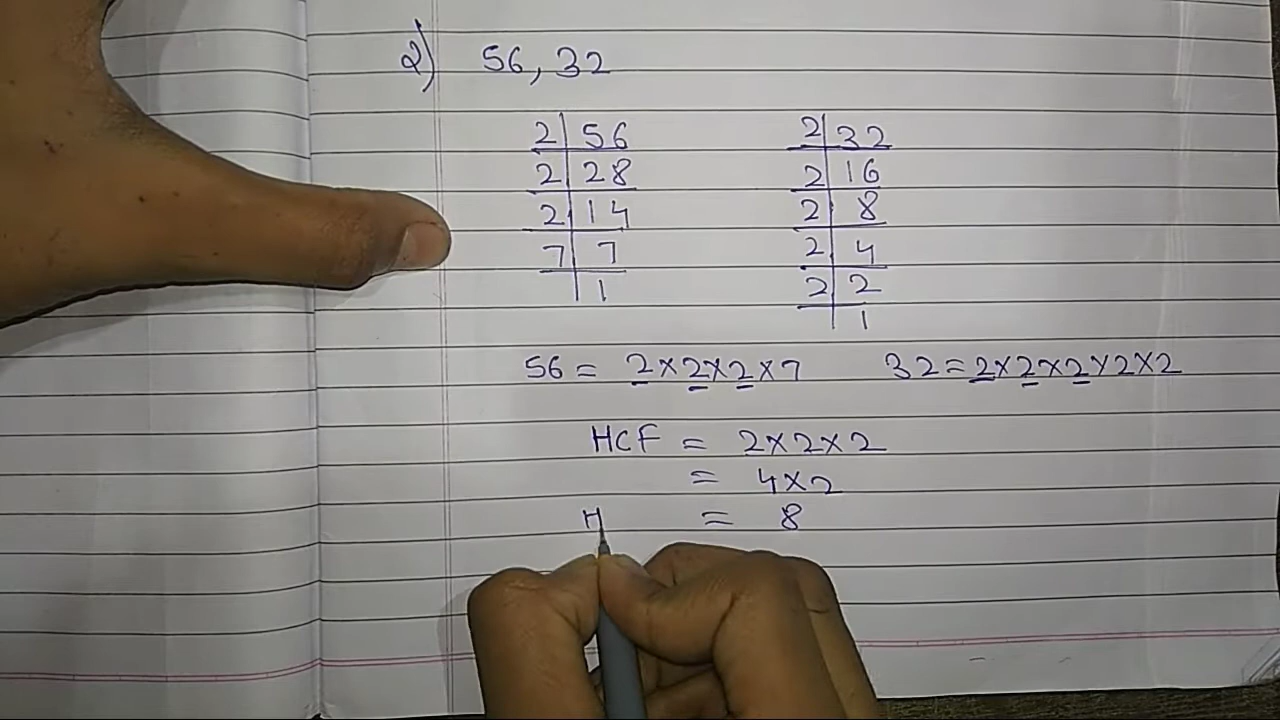 2) 56, 32
2 56 2 32
2 28 2 16
2 14 2 8
7 7 2 4
1 2 2
1
56 = 2×2×2×7 32 = 2×2×2×2×2
HCF = 2×2×2
= 4×2
H = 8